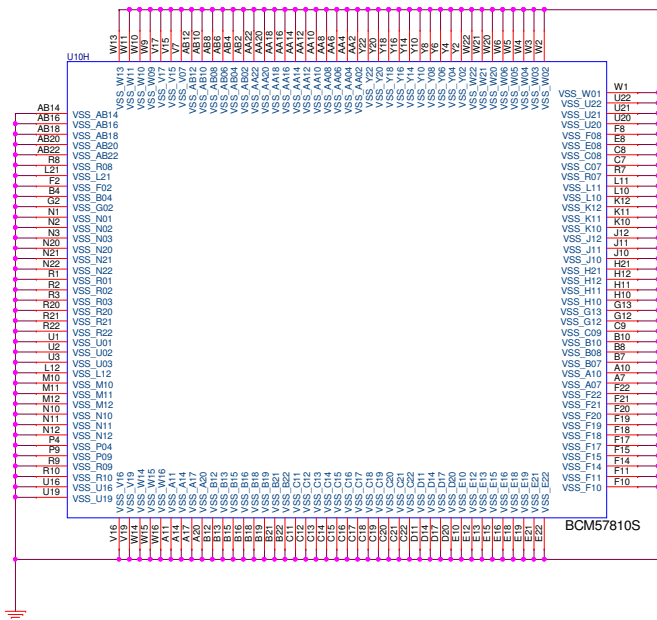 W13
W11
W10
W9
V17
V15
V7
AB12
AB10
AB8
AB6
AB4
AB2
AA22
AA20
AA18
AA16
AA14
AA12
AA10
AA8
AA6
AA4
AA2
Y22
Y20
Y18
Y16
Y14
Y10
Y8
Y6
Y4
Y2
W22
W21
W20
W6
W5
W4
W3
W2
U10H
VSS_W13
VSS_W11
VSS_W10
VSS_W09
VSS_V17
VSS_V15
VSS_V07
VSS_AB12
VSS_AB10
VSS_AB08
VSS_AB06
VSS_AB04
VSS_AB02
VSS_AA22
VSS_AA20
VSS_AA18
VSS_AA16
VSS_AA14
VSS_AA12
VSS_AA10
VSS_AA08
VSS_AA06
VSS_AA04
VSS_AA02
VSS_Y22
VSS_Y20
VSS_Y18
VSS_Y16
VSS_Y14
VSS_Y10
VSS_Y08
VSS_Y06
VSS_Y04
VSS_Y02
VSS_W22
VSS_W21
VSS_W20
VSS_W06
VSS_W05
VSS_W04
VSS_W03
VSS_W02
AB14 VSS_AB14
AB16 VSS_AB16
AB18 VSS_AB18
AB20 VSS_AB20
AB22 VSS_AB22
R8 VSS_R08
L21 VSS_L21
F2 VSS_F02
B4 VSS_B04
G2 VSS_G02
N1 VSS_N01
N2 VSS_N02
N3 VSS_N03
N20 VSS_N20
N21 VSS_N21
N22 VSS_N22
R1 VSS_R01
R2 VSS_R02
R3 VSS_R03
R20 VSS_R20
R21 VSS_R21
R22 VSS_R22
U1 VSS_U01
U2 VSS_U02
U3 VSS_U03
L12 VSS_L12
M10 VSS_M10
M11 VSS_M11
M12 VSS_M12
N10 VSS_N10
N11 VSS_N11
N12 VSS_N12
P4 VSS_P04
P9 VSS_P09
R9 VSS_R09
R10 VSS_R10
U16 VSS_U16
U19 VSS_U19
VSS_W01 W1
VSS_U22 U22
VSS_U21 U21
VSS_U20 U20
VSS_F08 F8
VSS_E08 E8
VSS_C08 C8
VSS_C07 C7
VSS_R07 R7
VSS_L11 L11
VSS_L10 L10
VSS_K12 K12
VSS_K11 K11
VSS_K10 K10
VSS_J12 J12
VSS_J11 J11
VSS_J10 J10
VSS_H21 H21
VSS_H12 H12
VSS_H11 H11
VSS_H10 H10
VSS_G13 G13
VSS_G12 G12
VSS_C09 C9
VSS_B10 B10
VSS_B08 B8
VSS_B07 B7
VSS_A10 A10
VSS_A07 A7
VSS_F22 F22
VSS_F21 F21
VSS_F20 F20
VSS_F19 F19
VSS_F18 F18
VSS_F17 F17
VSS_F15 F15
VSS_F14 F14
VSS_F11 F11
VSS_F10 F10
VSS_V16
VSS_V19
VSS_W14
VSS_W15
VSS_W16
VSS_A11
VSS_A14
VSS_A17
VSS_A20
VSS_B12
VSS_B13
VSS_B15
VSS_B16
VSS_B18
VSS_B19
VSS_B21
VSS_B22
VSS_C11
VSS_C12
VSS_C13
VSS_C14
VSS_C15
VSS_C16
VSS_C17
VSS_C18
VSS_C19
VSS_C20
VSS_C21
VSS_C22
VSS_D11
VSS_D14
VSS_D17
VSS_D20
VSS_E10
VSS_E12
VSS_E13
VSS_E15
VSS_E16
VSS_E18
VSS_E19
VSS_E21
VSS_E22
BCM57810S
V16
V19
W14
W15
W16
A11
A14
A17
A20
B12
B13
B15
B16
B18
B19
B21
B22
C11
C12
C13
C14
C15
C16
C17
C18
C19
C20
C21
C22
D11
D14
D17
D20
E10
E12
E13
E15
E16
E18
E19
E21
E22